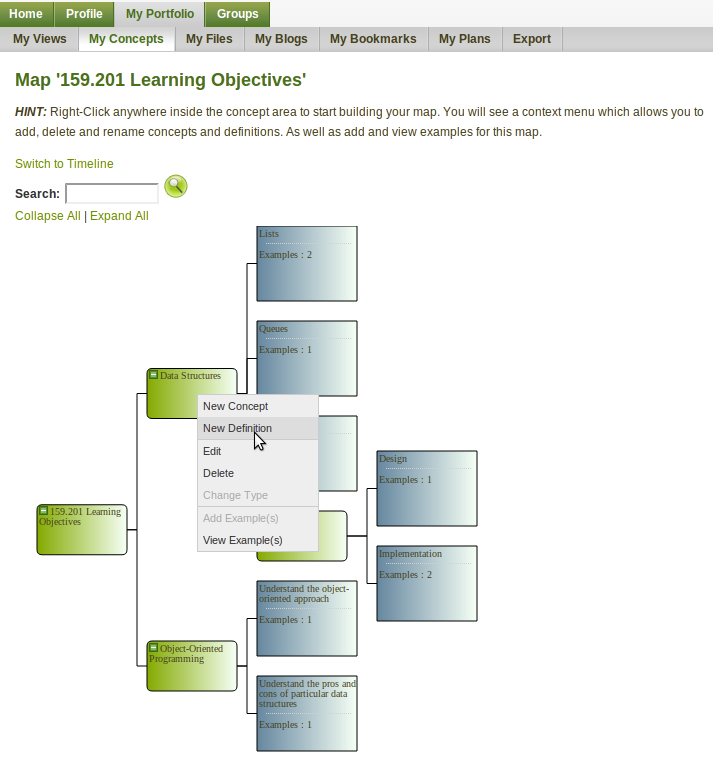 Home Profile My Portfolio Groups
My Views My Concepts My Files My Blogs My Bookmarks My Plans Export
Map '159.201 Learning Objectives'
HINT: Right-Click anywhere inside the concept area to start building your map. You will see a context menu which allows you to
add, delete and rename concepts and definitions. As well as add and view examples for this map.
Switch to Timeline
Search:
Collapse All | Expand All
Lists
Examples : 2
Queues
Examples : 1
Data Structures
New Concept
New Definition
Edit
Delete
Change Type
Add Example(s)
View Example(s)
Design
Examples : 1
159.201 Learning
Objectives
Implementation
Examples : 2
Understand the object-
oriented approach
Examples : 1
Object-Oriented
Programming
Understand the pros and
cons of particular data
structures
Examples : 1